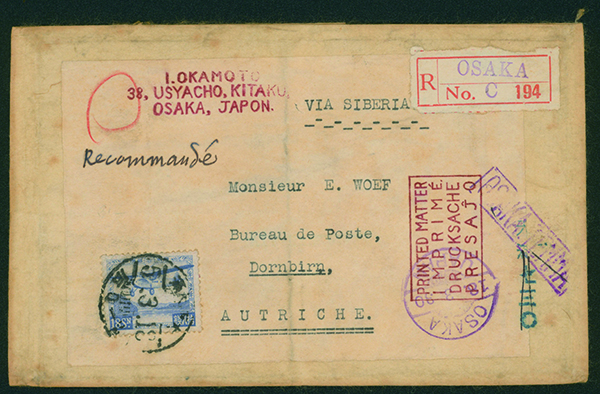 I. OKAMOTO
38, USYACHO, KITAKU,
OSAKA, JAPON.
VIA SIBERIA
R OSAKA
No. C 194
Recommandé
Monsieur E. WOEF
Bureau de Poste,
Dornbirn,
AUTRICHE.
PRINTED MATTER
IMPRIMÉ.
DRUCKSACHE
PRESAĴO
OSAKA